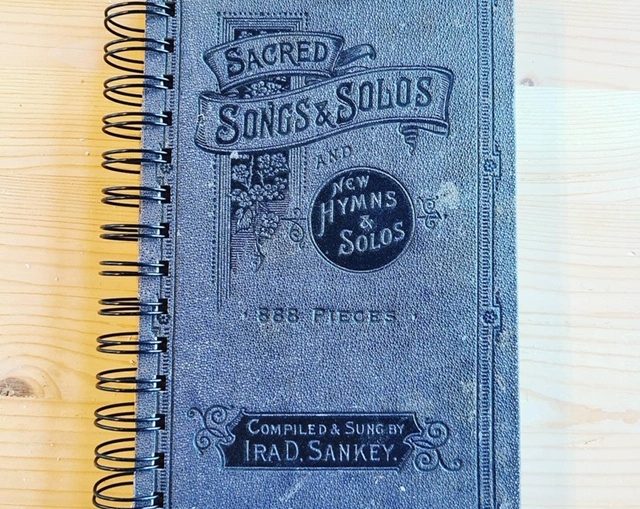 SACRED
SONGS & SOLOS
AND
NEW
HYMNS
&
SOLOS
888 PIECES
COMPILED & SUNG BY
IRA D. SANKEY.